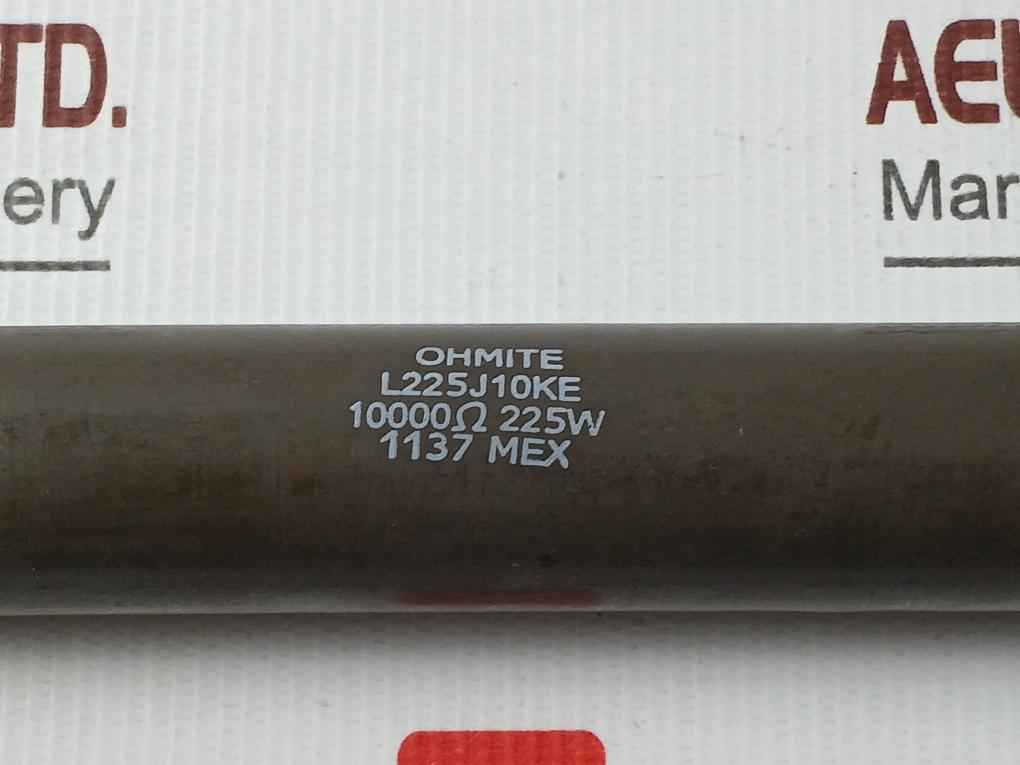 TD.
ery
AEU
Mar
OHMITE
L225J10KE
10000Ω 225W
1137 MEX